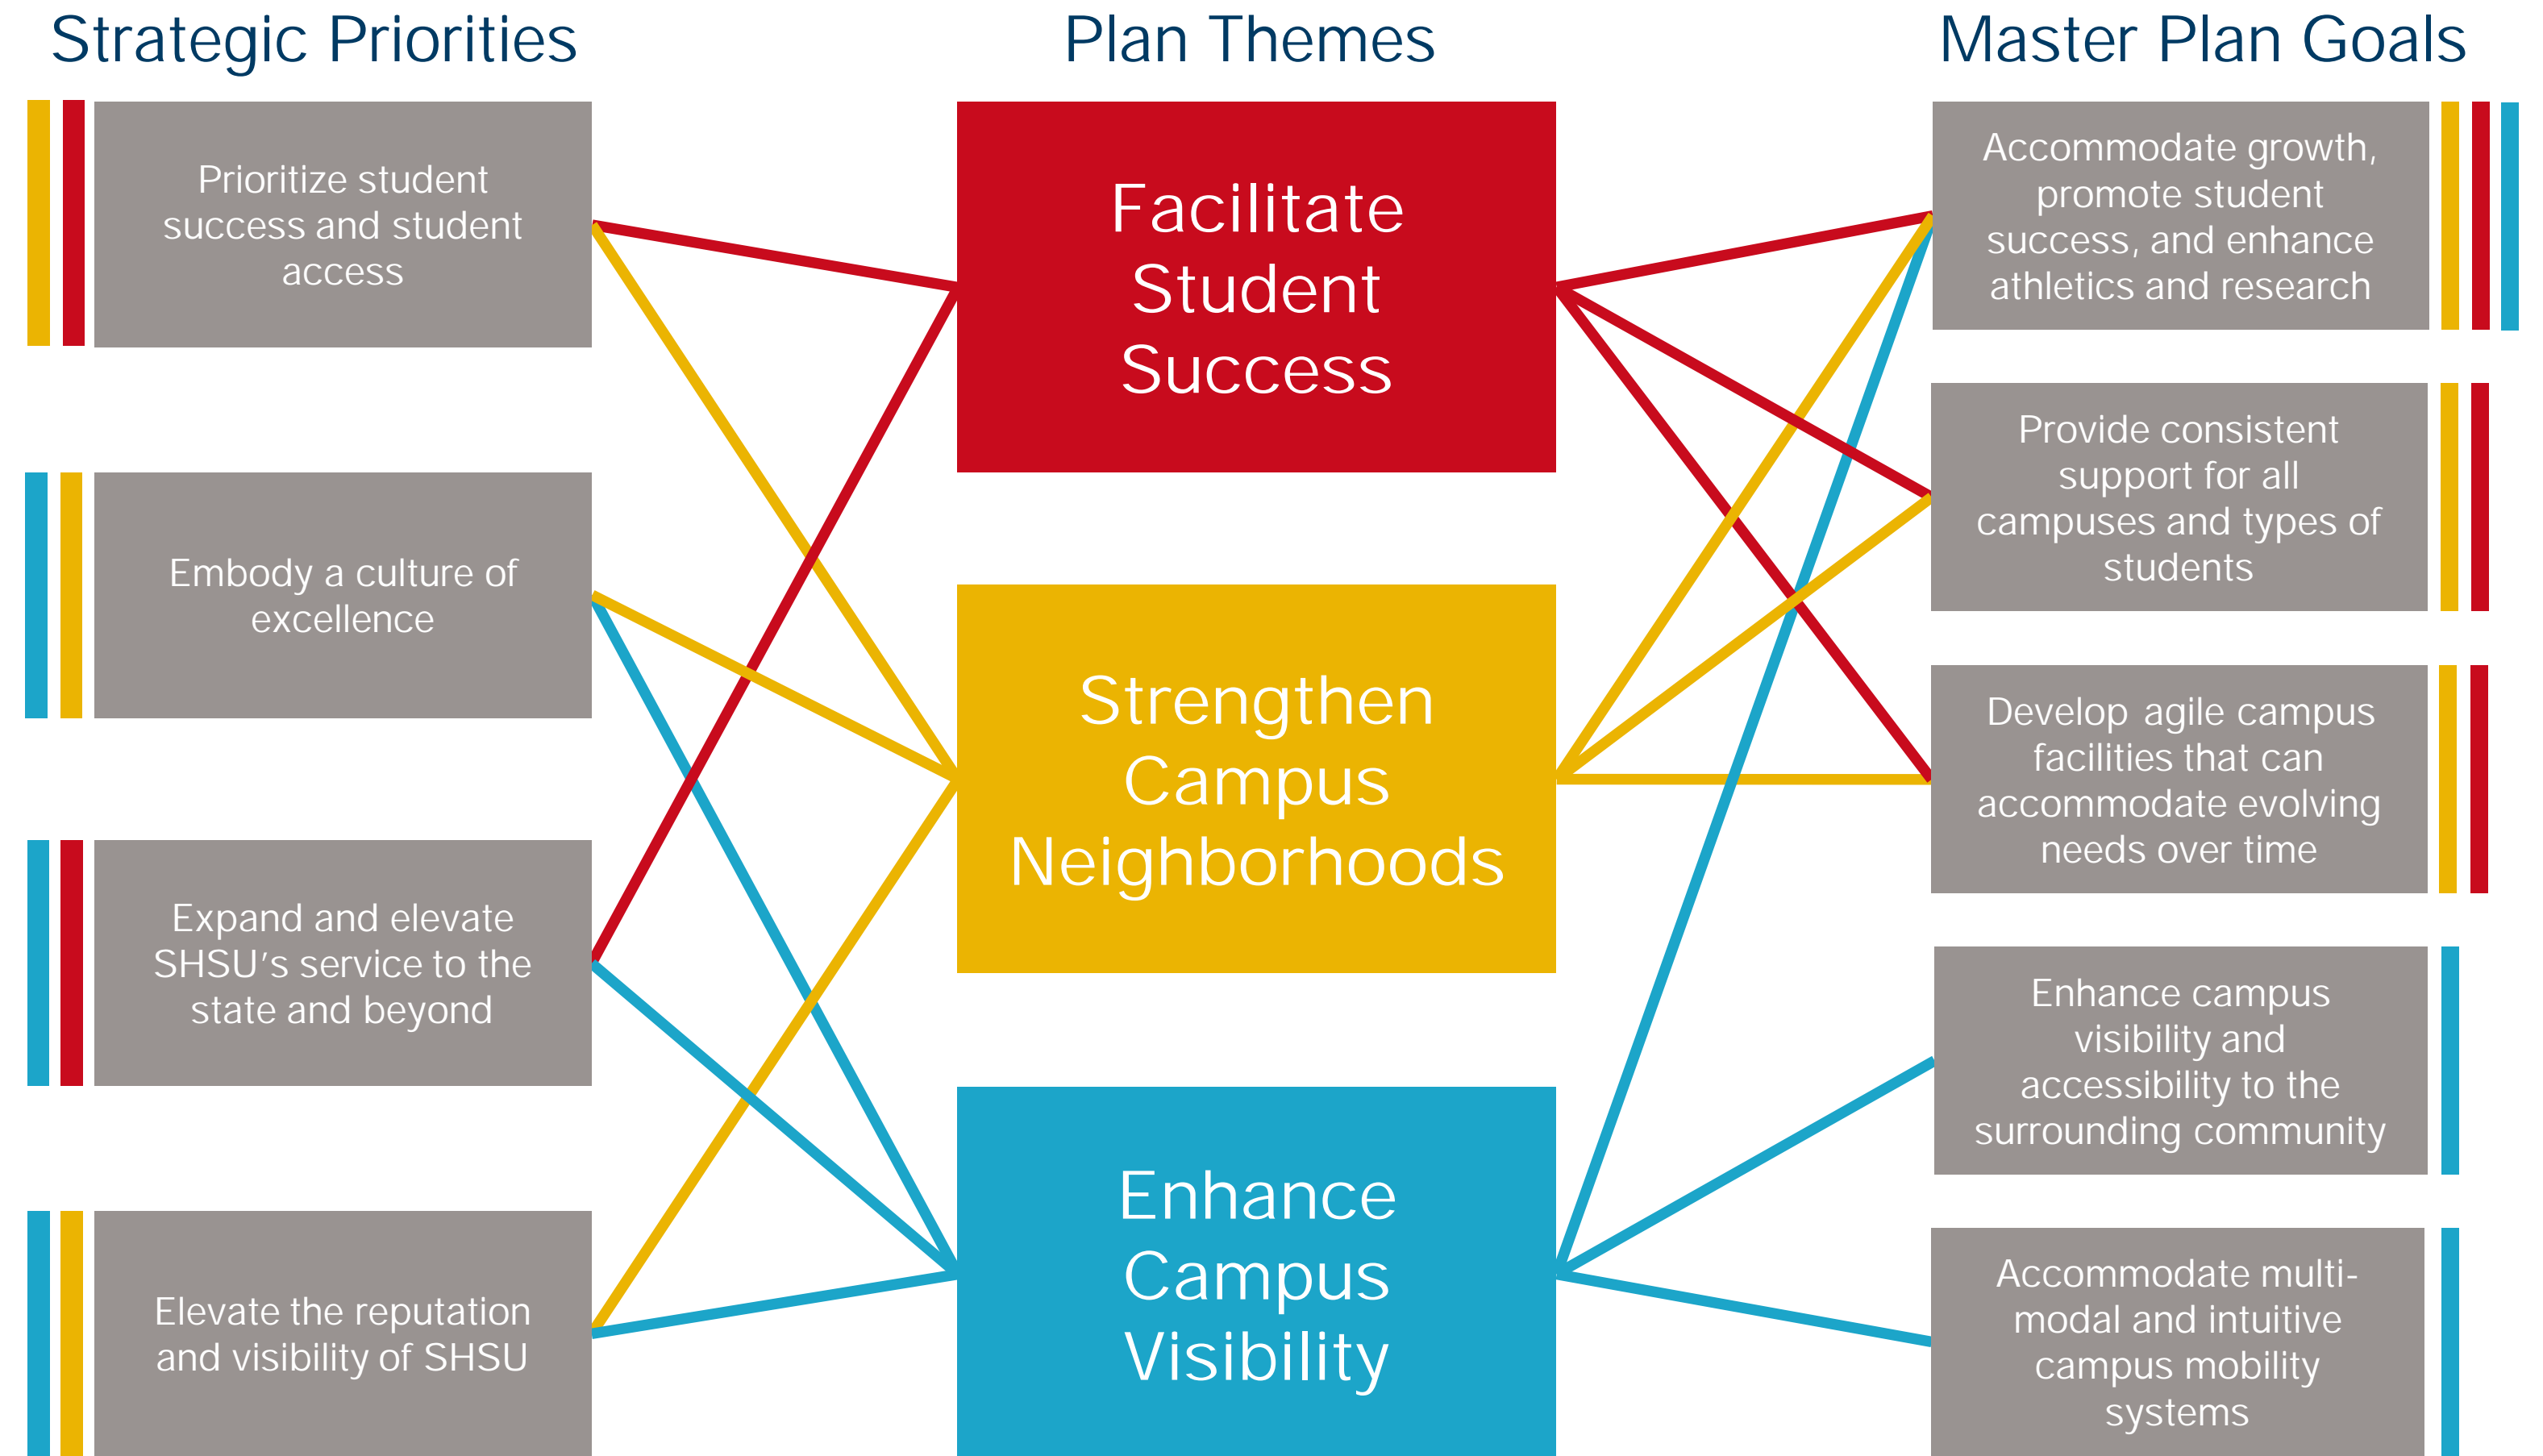 Strategic Priorities
Prioritize student
success and student
access
Embody a culture of
excellence
Expand and elevate
SHSU's service to the
state and beyond
Elevate the reputation
and visibility of SHSU
Plan Themes
Facilitate
Student
Success
Strengthen
Campus
Neighborhoods
Enhance
Campus
Visibility
Master Plan Goals
Accommodate growth,
promote student
success, and enhance
athletics and research
Provide consistent
support for all
campuses and types of
students
Develop agile campus
facilities that can
accommodate evolving
needs over time
Enhance campus
visibility and
accessibility to the
surrounding community
Accommodate multi-
modal and intuitive
campus mobility
systems